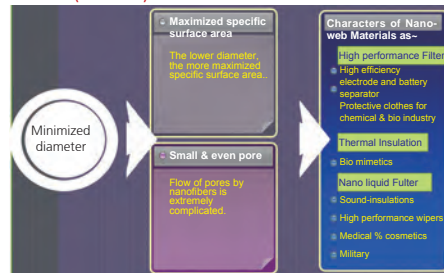 Minimized
diameter
Maximized specific
surface area
The lower diameter,
the more maximized
specific surface area..
Small & even pore
Flow of pores by
nanofibers is
extremely
complicated.
Characters of Nano-
web Materials as~
High performance Filter
High efficiency
electrode and battery
separator
Protective clothes for
chemical & bio industry
Thermal Insulation
Bio mimetics
Nano liquid Fulter
Sound-insulations
High performance wipers
Medical % cosmetics
Military